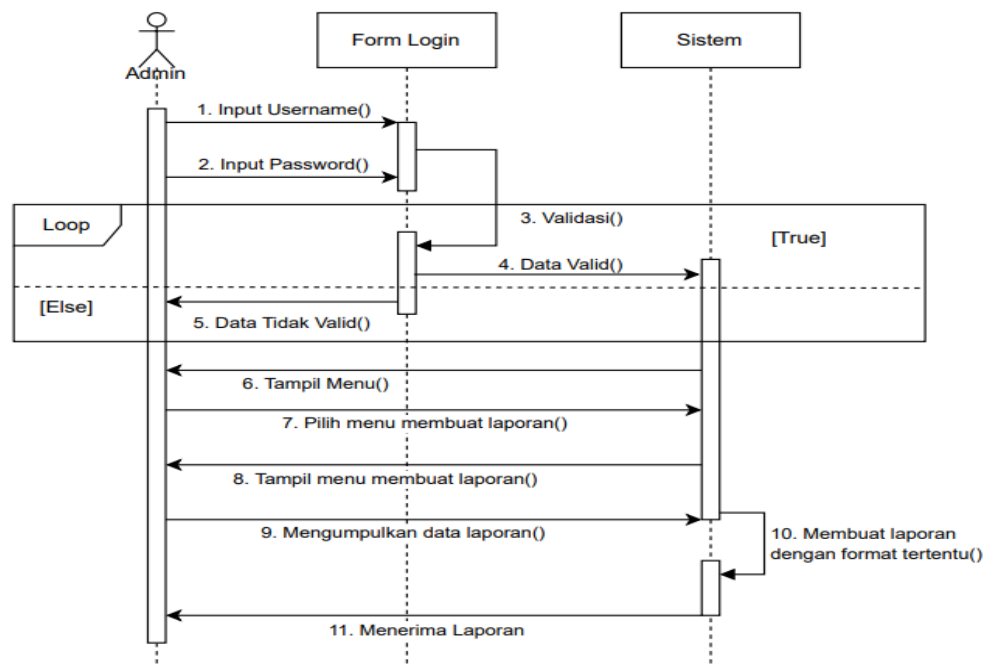 Admin
Form Login
Sistem
1. Input Username()
2. Input Password()
Loop
3. Validasi()
[True]
4. Data Valid()
[Else]
5. Data Tidak Valid()
6. Tampil Menu()
7. Pilih menu membuat laporan()
8. Tampil menu membuat laporan()
9. Mengumpulkan data laporan()
10. Membuat laporan
dengan format tertentu()
11. Menerima Laporan